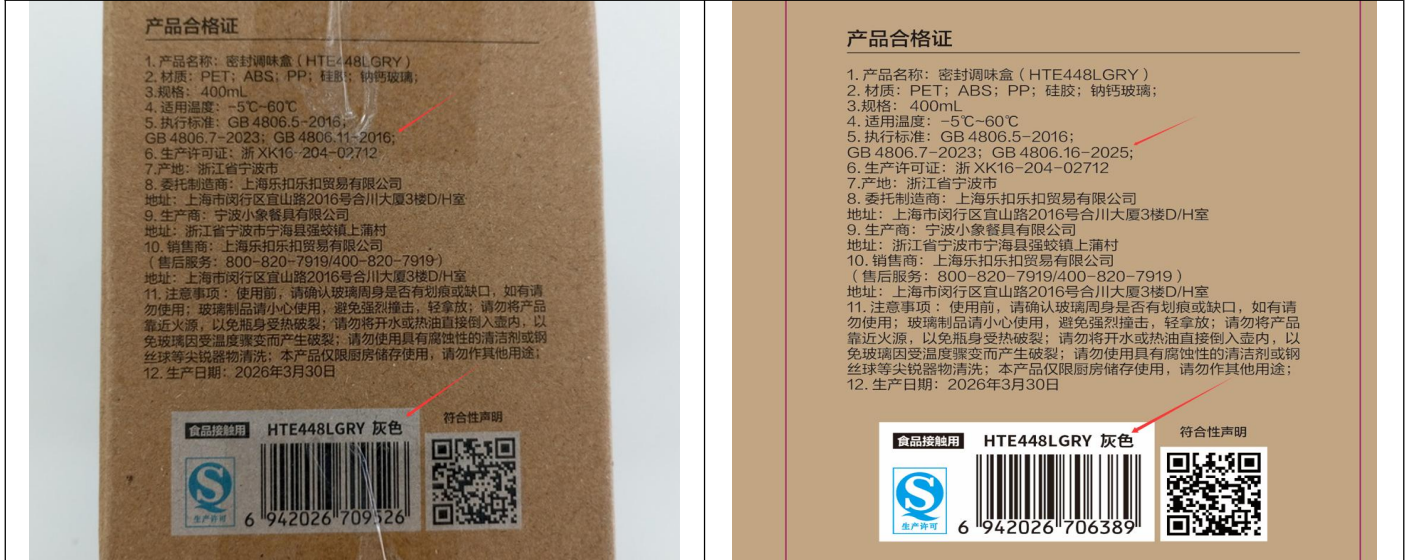 产品合格证
1. 产品名称：密封调味盒（HTE448LGRY）
2. 材质：PET；ABS；PP；硅胶；钠钙玻璃；
3.规格： 400mL
4. 适用温度：-5℃~60℃
5. 执行标准：GB 4806.5-2016；
GB 4806.7-2023；GB 4806.11-2016;
6. 生产许可证：浙 XK16-204-02712
7.产地：浙江省宁波市
8. 委托制造商：上海乐扣乐扣贸易有限公司
地址：上海市闵行区宜山路2016号合川大厦3楼D/H室
9. 生产商：宁波小象餐具有限公司
地址：浙江省宁波市宁海县强蛟镇上蒲村
10. 销售商：上海乐扣乐扣贸易有限公司
（售后服务：800-820-7919/400-820-7919）
地址：上海市闵行区宜山路2016号合川大厦3楼D/H室
11. 注意事项：使用前，请确认玻璃周身是否有划痕或缺口，如有请
勿使用；玻璃制品请小心使用，避免强烈撞击，轻拿放；请勿将产品
靠近火源，以免瓶身受热破裂；请勿将开水或热油直接倒入壶内，以
免玻璃因受温度骤变而产生破裂；请勿使用具有腐蚀性的清洁剂或钢
丝球等尖锐器物清洗；本产品仅限厨房储存使用，请勿作其他用途；
12. 生产日期：2026年3月30日
食品接触用 HTE448LGRY 灰色
符合性声明
生产许可
6 942026 709526
产品合格证
1. 产品名称：密封调味盒（HTE448LGRY）
2. 材质：PET；ABS；PP；硅胶；钠钙玻璃；
3.规格： 400mL
4. 适用温度：-5℃~60℃
5. 执行标准：GB 4806.5-2016；
GB 4806.7-2023；GB 4806.16-2025;
6. 生产许可证：浙 XK16-204-02712
7.产地：浙江省宁波市
8. 委托制造商：上海乐扣乐扣贸易有限公司
地址：上海市闵行区宜山路2016号合川大厦3楼D/H室
9. 生产商：宁波小象餐具有限公司
地址：浙江省宁波市宁海县强蛟镇上蒲村
10. 销售商：上海乐扣乐扣贸易有限公司
（售后服务：800-820-7919/400-820-7919）
地址：上海市闵行区宜山路2016号合川大厦3楼D/H室
11. 注意事项：使用前，请确认玻璃周身是否有划痕或缺口，如有请
勿使用；玻璃制品请小心使用，避免强烈撞击，轻拿放；请勿将产品
靠近火源，以免瓶身受热破裂；请勿将开水或热油直接倒入壶内，以
免玻璃因受温度骤变而产生破裂；请勿使用具有腐蚀性的清洁剂或钢
丝球等尖锐器物清洗；本产品仅限厨房储存使用，请勿作其他用途；
12. 生产日期：2026年3月30日
食品接触用 HTE448LGRY 灰色
符合性声明
生产许可
6 942026 706389